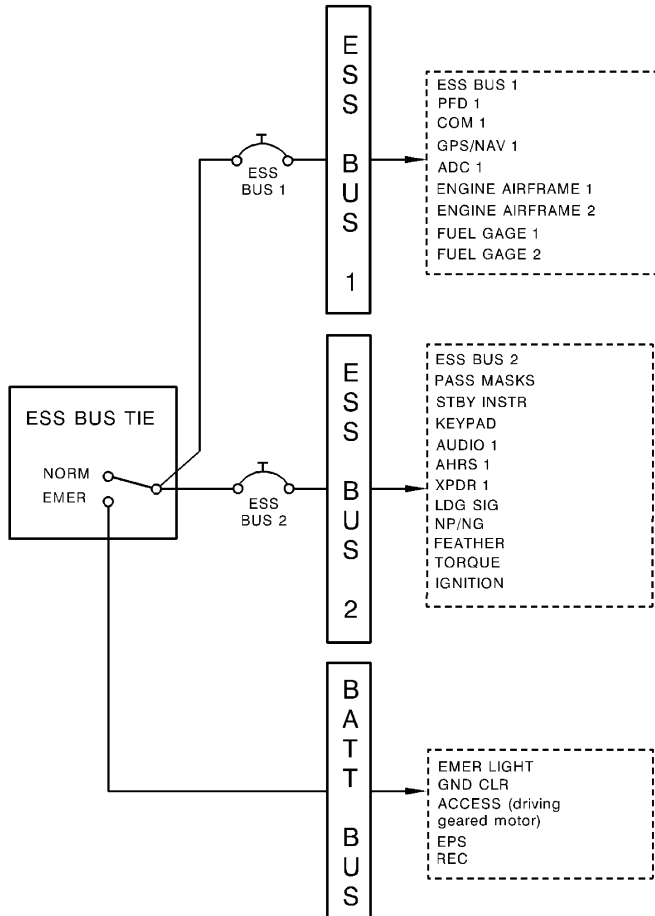 ESS BUS 1
ESS BUS 1
PFD 1
COM 1
GPS/NAV 1
ADC 1
ENGINE AIRFRAME 1
ENGINE AIRFRAME 2
FUEL GAGE 1
FUEL GAGE 2
ESS
BUS 1
ESS BUS TIE
NORM
EMER
ESS
BUS 2
ESS BUS 2
ESS BUS 2
PASS MASKS
STBY INSTR
KEYPAD
AUDIO 1
AHRS 1
XPDR 1
LDG SIG
NP/NG
FEATHER
TORQUE
IGNITION
BATT BUS
EMER LIGHT
GND CLR
ACCESS (driving
geared motor)
EPS
REC